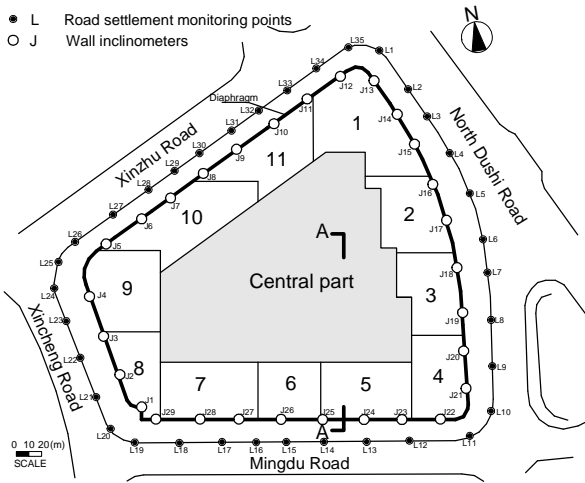 L Road settlement monitoring points
J Wall inclinometers
N
L35
L1
L34
J12
J13
L33
L2
Diaphragm
J11
L32
L3
1
J14
J10
L31
Xinzhu Road
North Dushi Road
J15
J9
L30
L4
11
L29
J8
J16
L28
L5
J7
10
2
L27
J6
J17
A
L26
J5
L6
L25
J18
L7
Central part
9
3
L24
J4
J19
L8
L23
Xincheng Road
J3
J20
L22
L9
J2
8
7
6
5
4
J21
L21
J1
L10
J29
J28
J27
J26
J25
J24
J23
J22
L20
A
L11
L19
L18
L17
L16
L15
L14
L13
L12
0 10 20(m)
SCALE
Mingdu Road